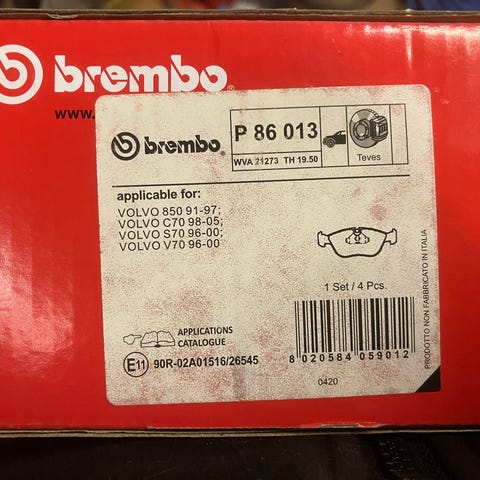 brembo
www.
brembo
P 86 013
WVA 21273 TH 19.50
Teves
applicable for:
VOLVO 850 91-97;
VOLVO C70 98-05;
VOLVO S70 96-00;
VOLVO V70 96-00
1 Set / 4 Pcs.
APPLICATIONS
CATALOGUE
E11 90R-02A01516/26545
8 020584 059012
0420
PRODOTTO NON FABBRICATO IN ITALIA